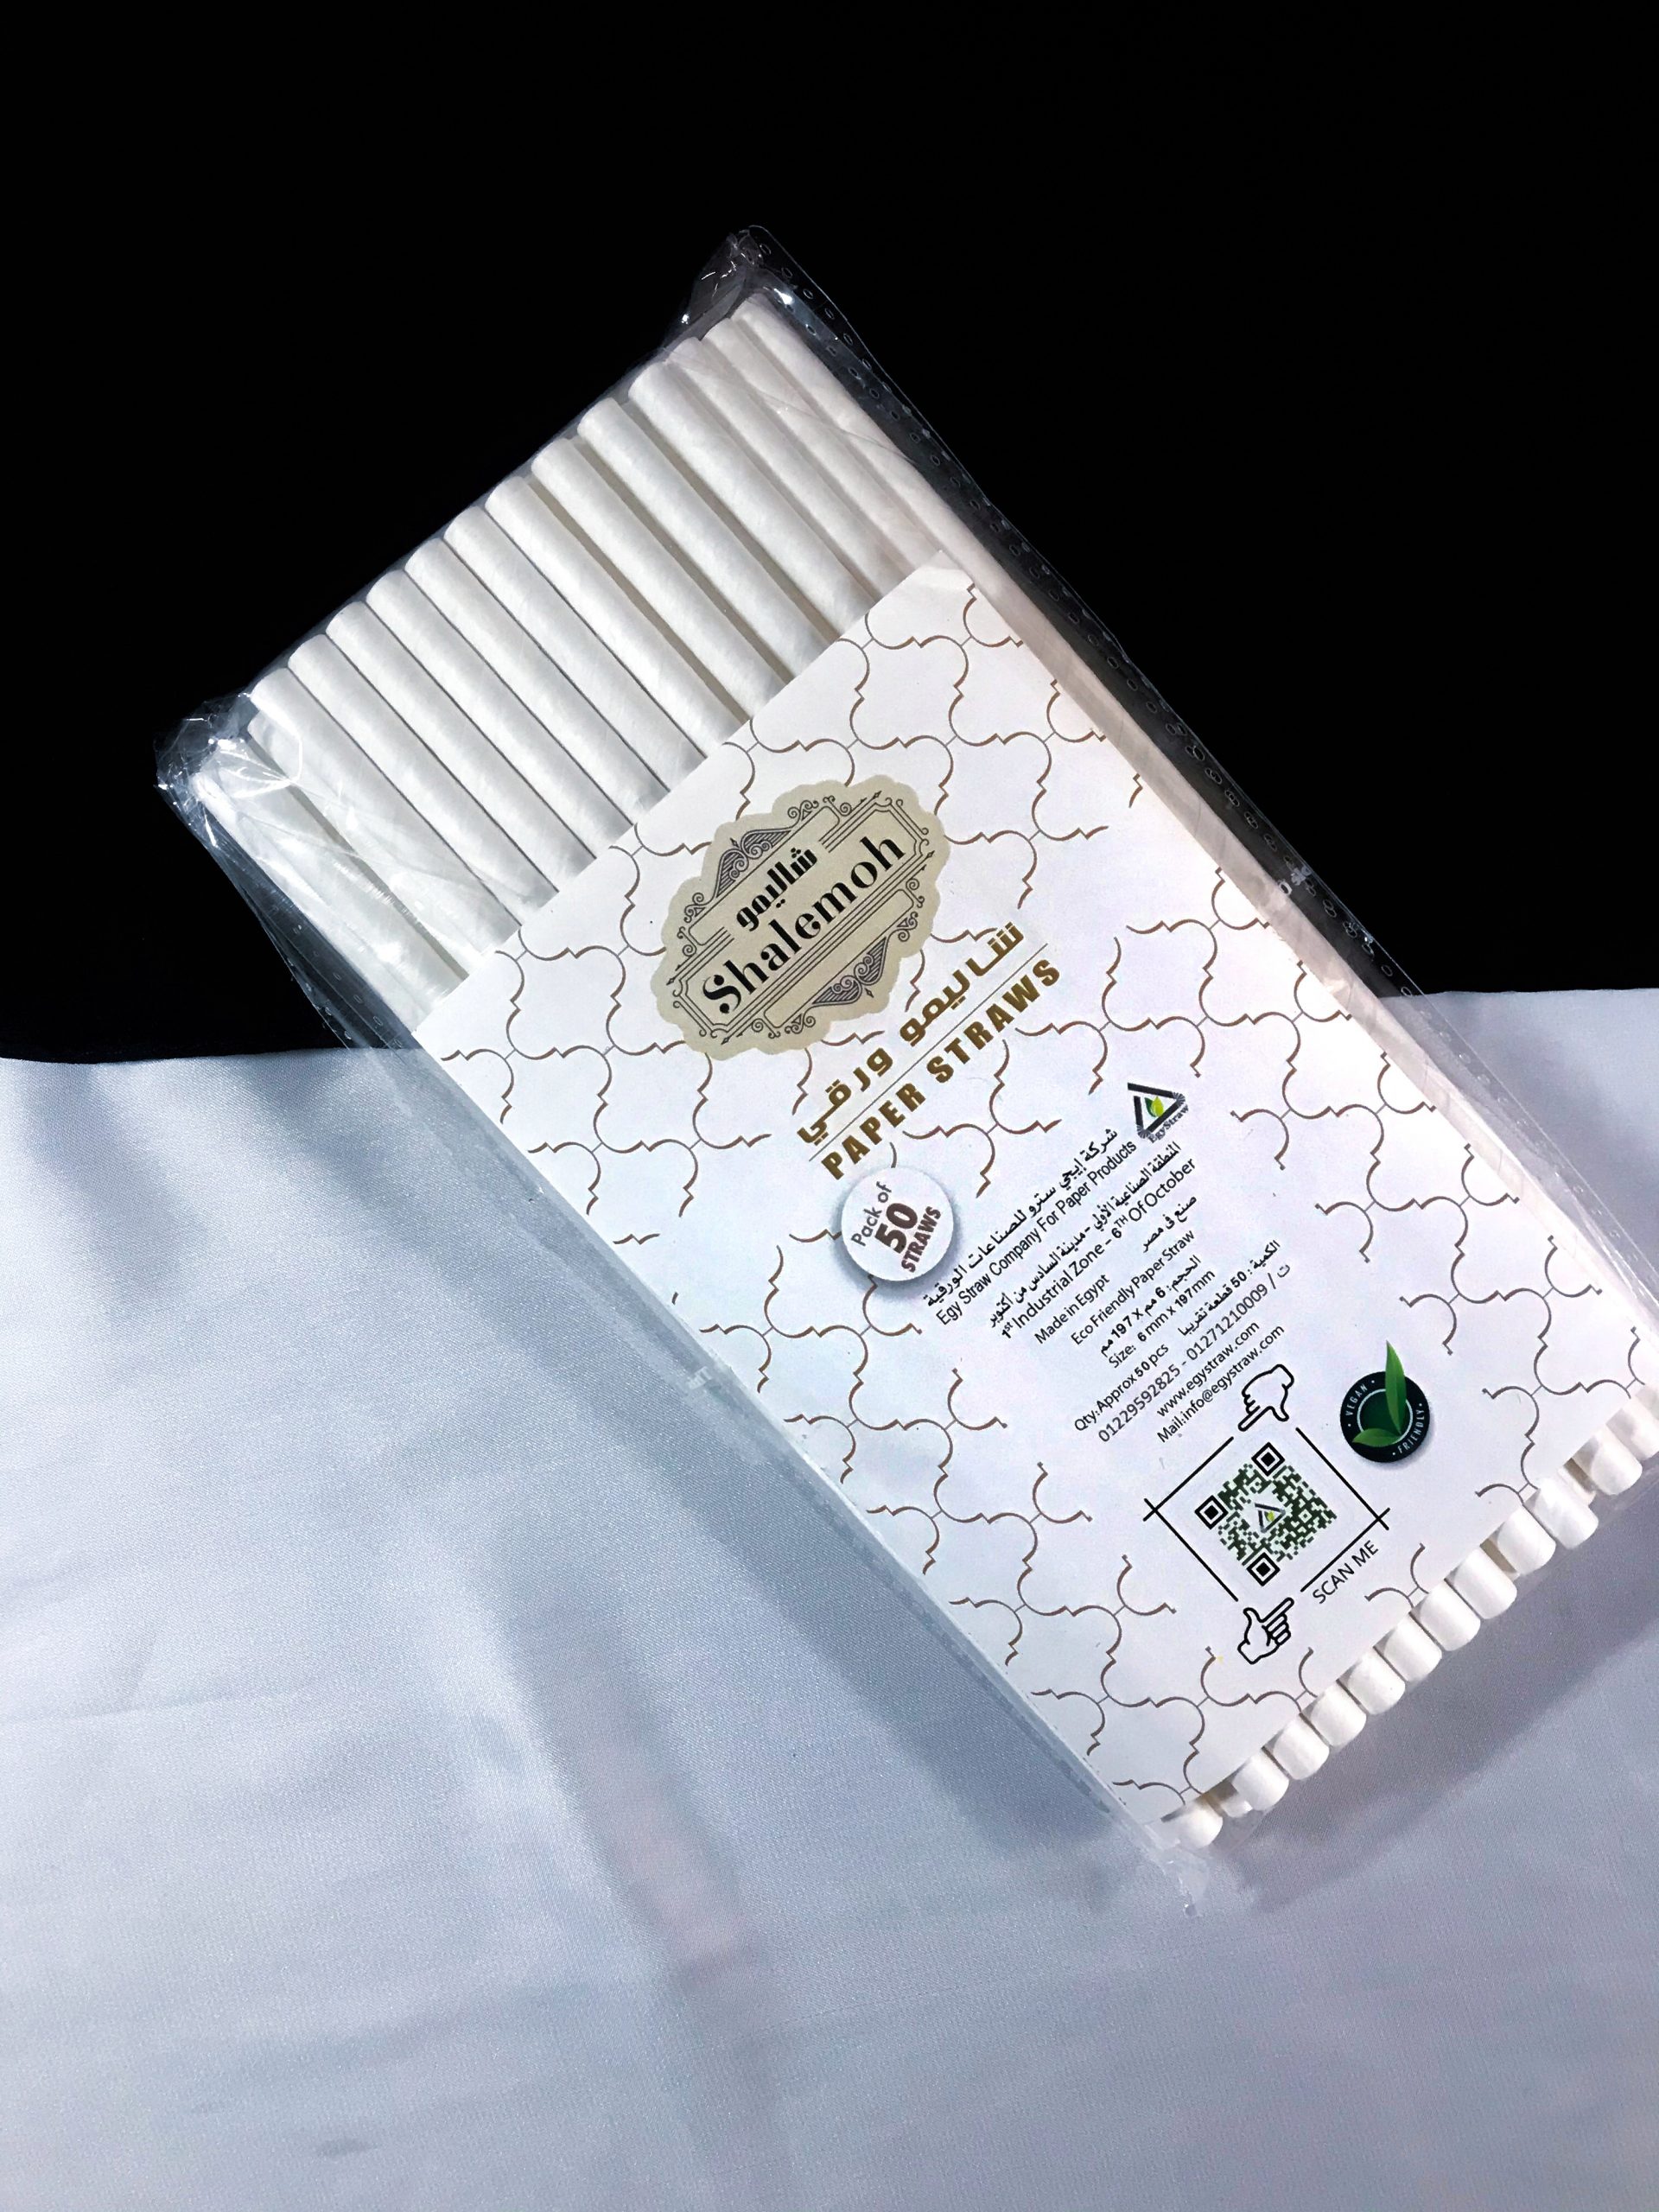 شاليمو
Shalemoh
شاليمو ورقي
PAPER STRAWS
Pack of
50
STRAWS
EgyStraw
شركة إيجي سترو للصناعات الورقية
Egy Straw Company For Paper Products
المنطقة الصناعية الأولي - مدينة السادس من أكتوبر
1st Industrial Zone - 6TH Of October
صنع فى مصر
Made in Egypt
Eco Friendly Paper Straw
الحجم: 6 مم X 197 مم
Size: 6 mm x 197 mm
الكمية: 50 قطعة تقريبا
Qty: Approx 50 pcs
ت / 01229592825 - 01271210009
www.egystraw.com
Mail:info@egystraw.com
VEGAN
FRIENDLY
SCAN ME